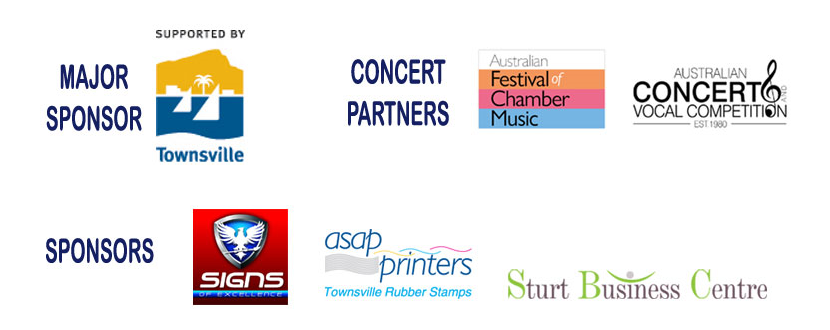 MAJOR
SPONSOR
SUPPORTED BY
Townsville
CONCERT
PARTNERS
Australian
Festival of
Chamber
Music
AUSTRALIAN
CONCERTO
AND
VOCAL COMPETITION
EST 1980
SPONSORS
SIGNS
OF EXCELLENCE
asap
printers
Townsville Rubber Stamps
Sturt Business Centre